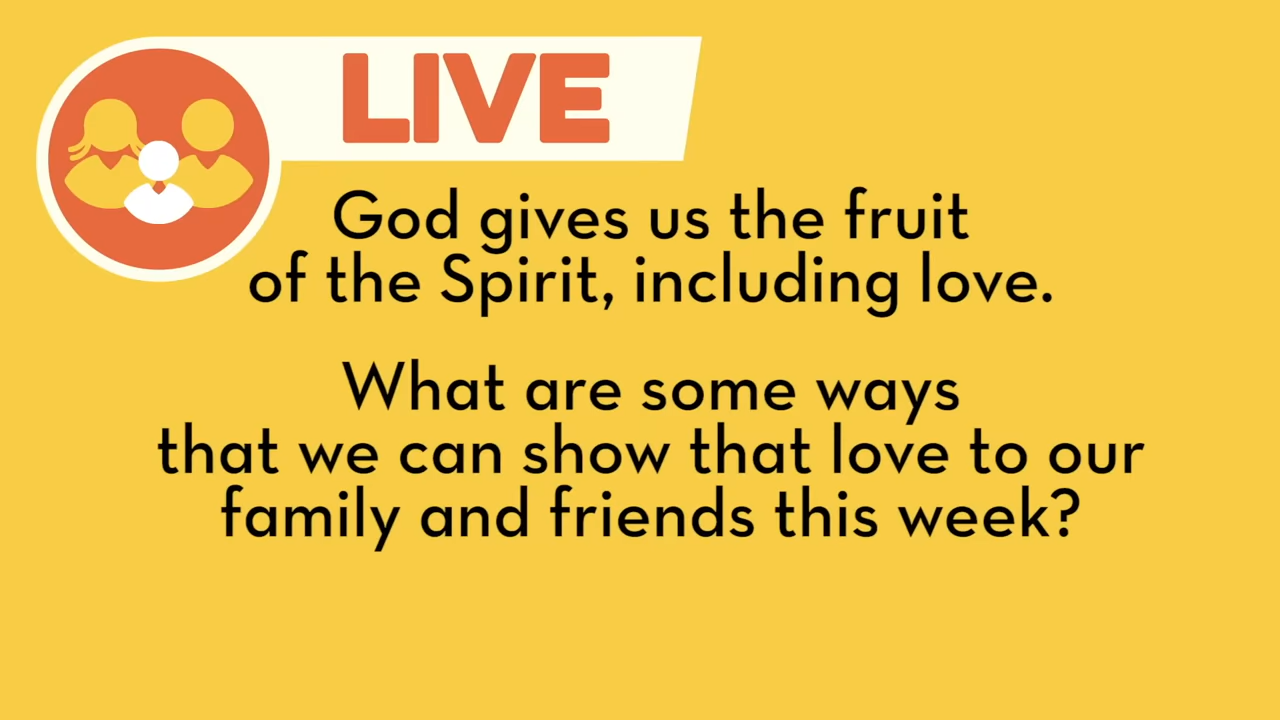 LIVE
God gives us the fruit
of the Spirit, including love.
What are some ways
that we can show that love to our
family and friends this week?